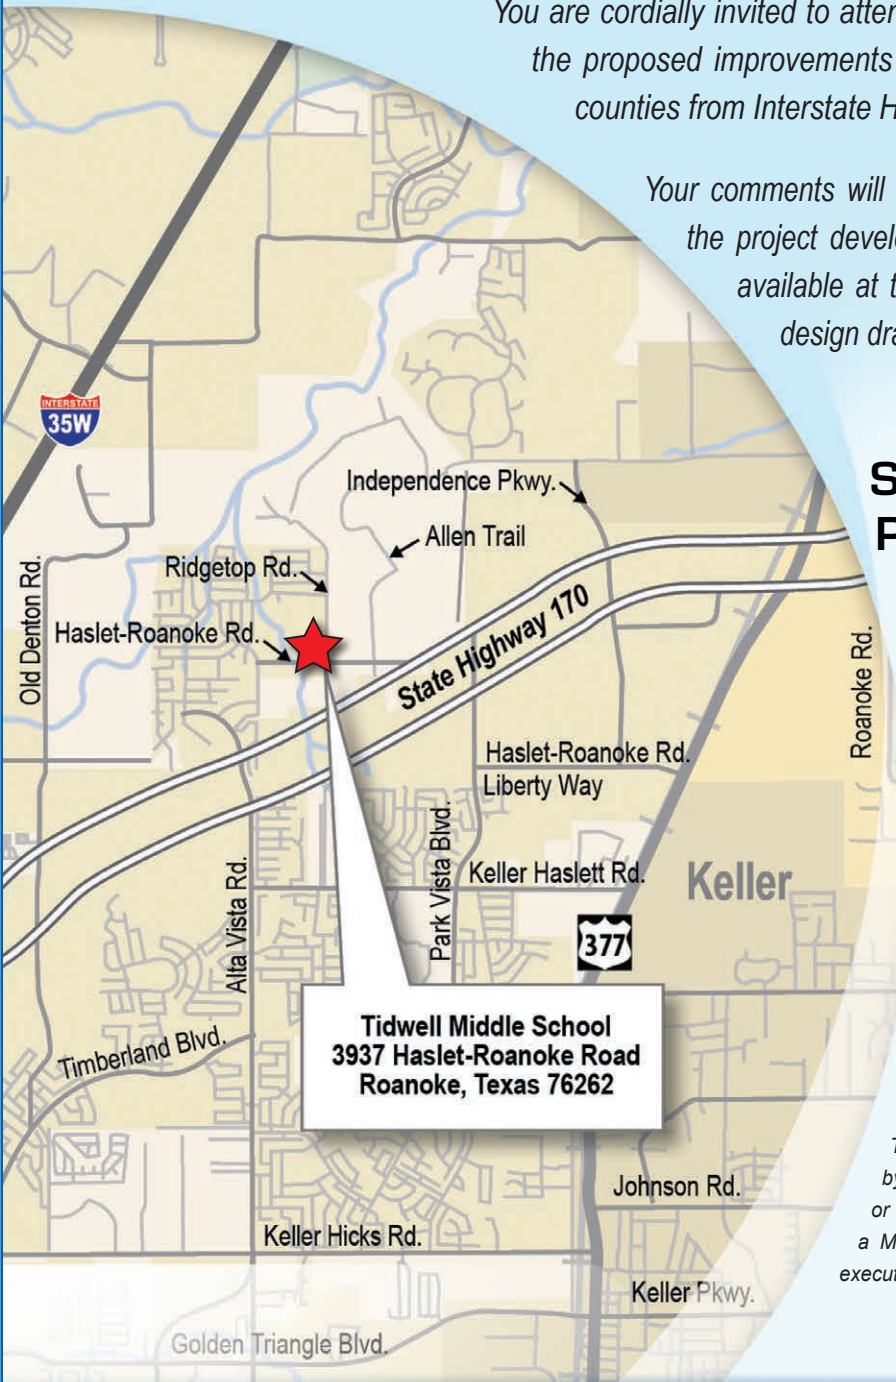 You are cordially invited to
the proposed improvements
counties from Interstate
Your comments will
the project
available at
design
INTERSTATE
35W
Independence Pkwy.
Allen Trail
Ridgetop Rd.
Old Denton Rd.
Haslet-Roanoke Rd.
State Highway 170
Roanoke Rd.
Haslet-Roanoke Rd.
Liberty Way
Park Vista Blvd.
Keller Haslett Rd.
Keller
Alta Vista Rd.
377
Timberland Blvd.
Tidwell Middle School
3937 Haslet-Roanoke Road
Roanoke, Texas 76262
by
or
a
Johnson Rd.
Keller Hicks Rd.
Keller Pkwy.
Golden Triangle Blvd.